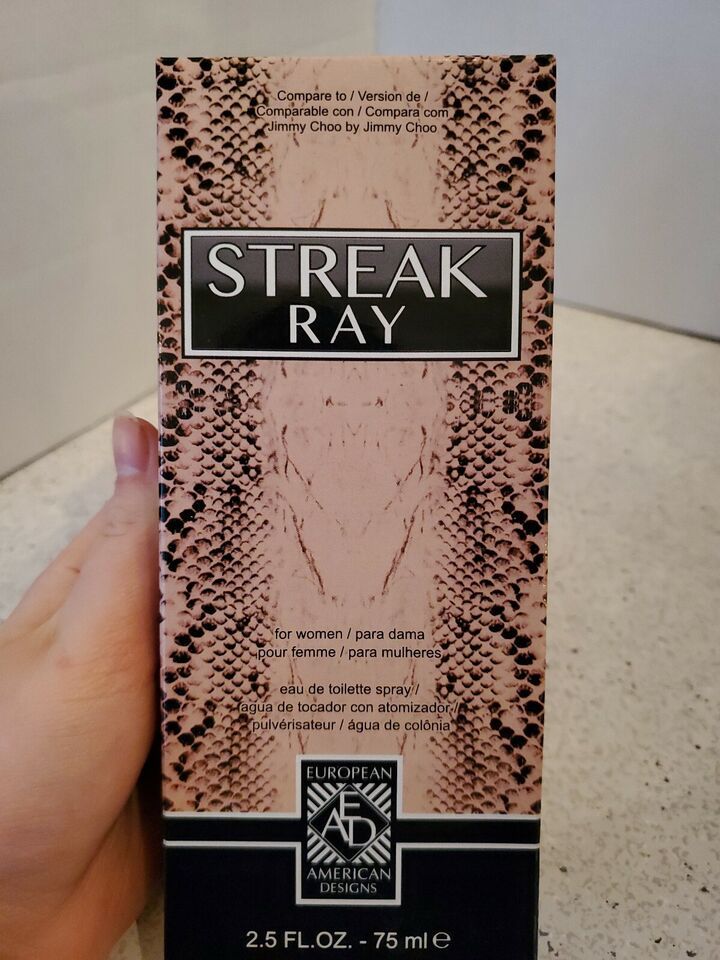 Compare to / Version de /
Comparable con / Compara com
Jimmy Choo by Jimmy Choo
STREAK
RAY
for women / para dama
pour femme / para mulheres
eau de toilette spray /
agua de tocador con atomizador /
pulvérisateur / água de colônia
EUROPEAN
EAD
AMERICAN
DESIGNS
2.5 FL.OZ. - 75 ml ℮